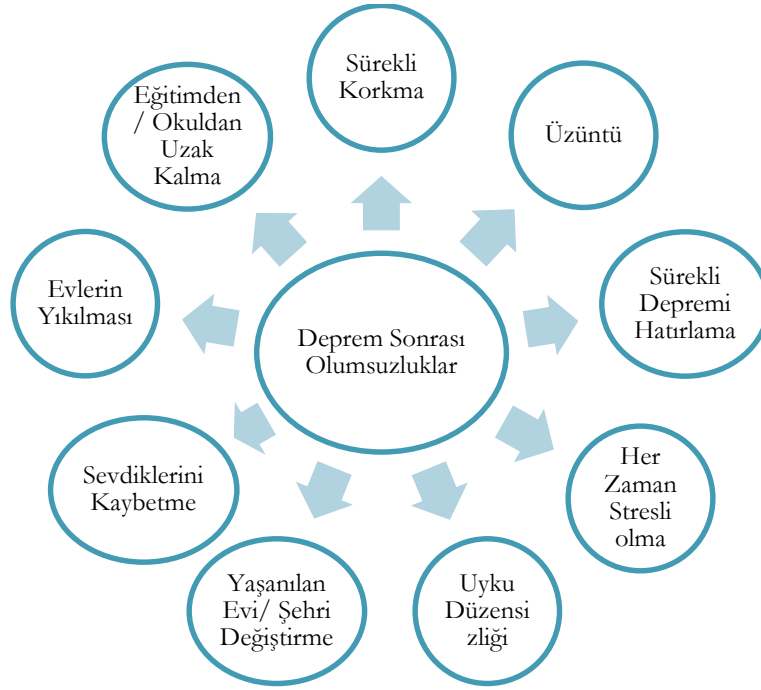 Sürekli
Korkma
Üzüntü
Sürekli
Depremi
Hatırlama
Her
Zaman
Stresli
olma
Uyku
Düzensi
zliği
Yaşanılan
Evi/ Şehri
Değiştirme
Sevdiklerini
Kaybetme
Evlerin
Yıkılması
Eğitimden
/ Okuldan
Uzak
Kalma
Deprem Sonrası
Olumsuzluklar